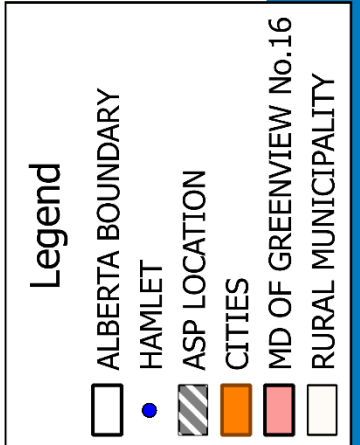 Legend
ALBERTA BOUNDARY
HAMLET
ASP LOCATION
CITIES
MD OF GREENVIEW No.16
RURAL MUNICIPALITY